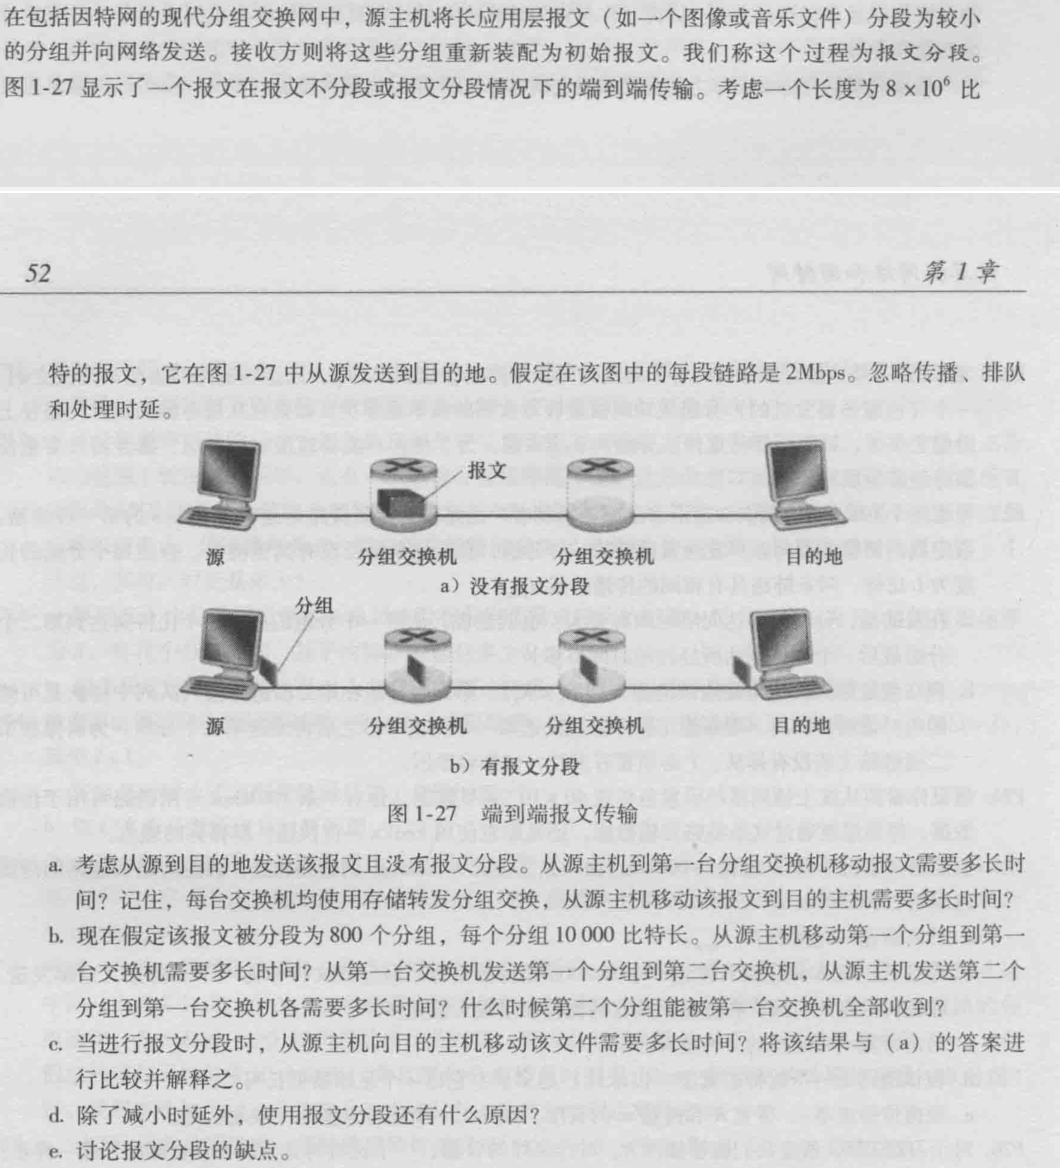 在包括因特网的现代分组交换网中，源主机将长应用层报文（如一个图像或音乐文件）分段为较小
的分组并向网络发送。接收方则将这些分组重新装配为初始报文。我们称这个过程为报文分段。
图 1-27 显示了一个报文在报文不分段或报文分段情况下的端到端传输。考虑一个长度为 8×10⁶ 比
52
第 1 章
特的报文，它在图 1-27 中从源发送到目的地。假定在该图中的每段链路是 2Mbps。忽略传播、排队
和处理时延。
报文
源 分组交换机 分组交换机 目的地
a）没有报文分段
分组
源 分组交换机 分组交换机 目的地
b）有报文分段
图 1-27 端到端报文传输
考虑从源到目的地发送该报文且没有报文分段。从源主机到第一台分组交换机移动报文需要多长时
间？记住，每台交换机均使用存储转发分组交换，从源主机移动该报文到目的主机需要多长时间？
b. 现在假定该报文被分段为 800 个分组，每个分组 10 000 比特长。从源主机移动第一个分组到第一
台交换机需要多长时间？从第一台交换机发送第一个分组到第二台交换机，从源主机发送第二个
分组到第一台交换机各需要多长时间？什么时候第二个分组能被第一台交换机全部收到？
c. 当进行报文分段时，从源主机向目的主机移动该文件需要多长时间？将该结果与（a）的答案进
行比较并解释之。
d. 除了减小时延外，使用报文分段还有什么原因？
e. 讨论报文分段的缺点。